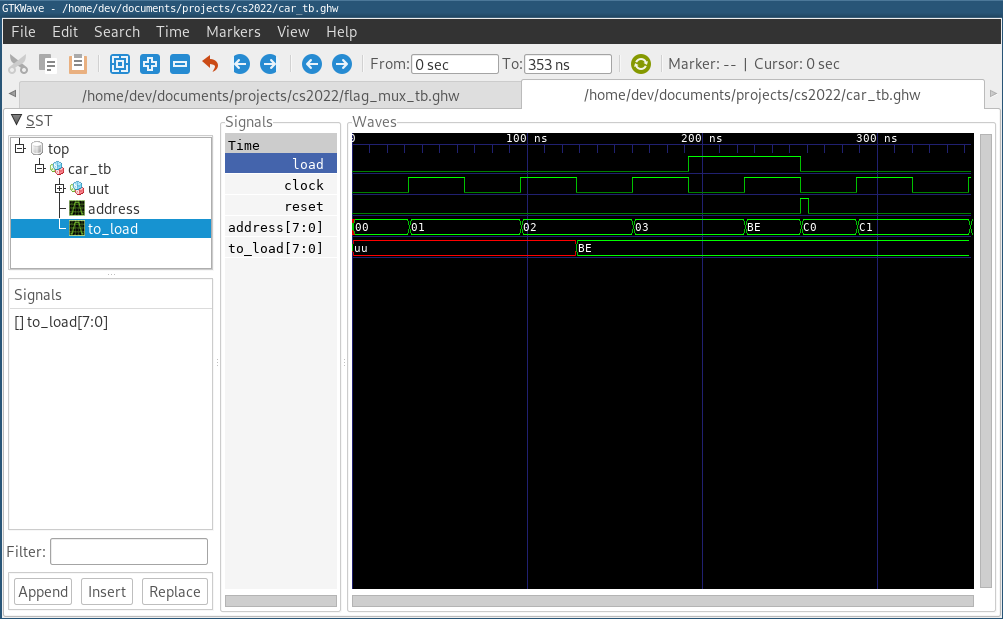 GTKWave - /home/dev/documents/projects/cs2022/car_tb.ghw
File Edit Search Time Markers View Help
From: 0 sec To: 353 ns Marker: -- | Cursor: 0 sec
/home/dev/documents/projects/cs2022/flag_mux_tb.ghw /home/dev/documents/projects/cs2022/car_tb.ghw
SST
top
car_tb
uut
address
to_load
Signals
[] to_load[7:0]
Filter:
Append Insert Replace
Signals
Time
load
clock
reset
address[7:0]
to_load[7:0]
Waves
0 100 ns 200 ns 300 ns
00 01 02 03 BE C0 C1
uu BE